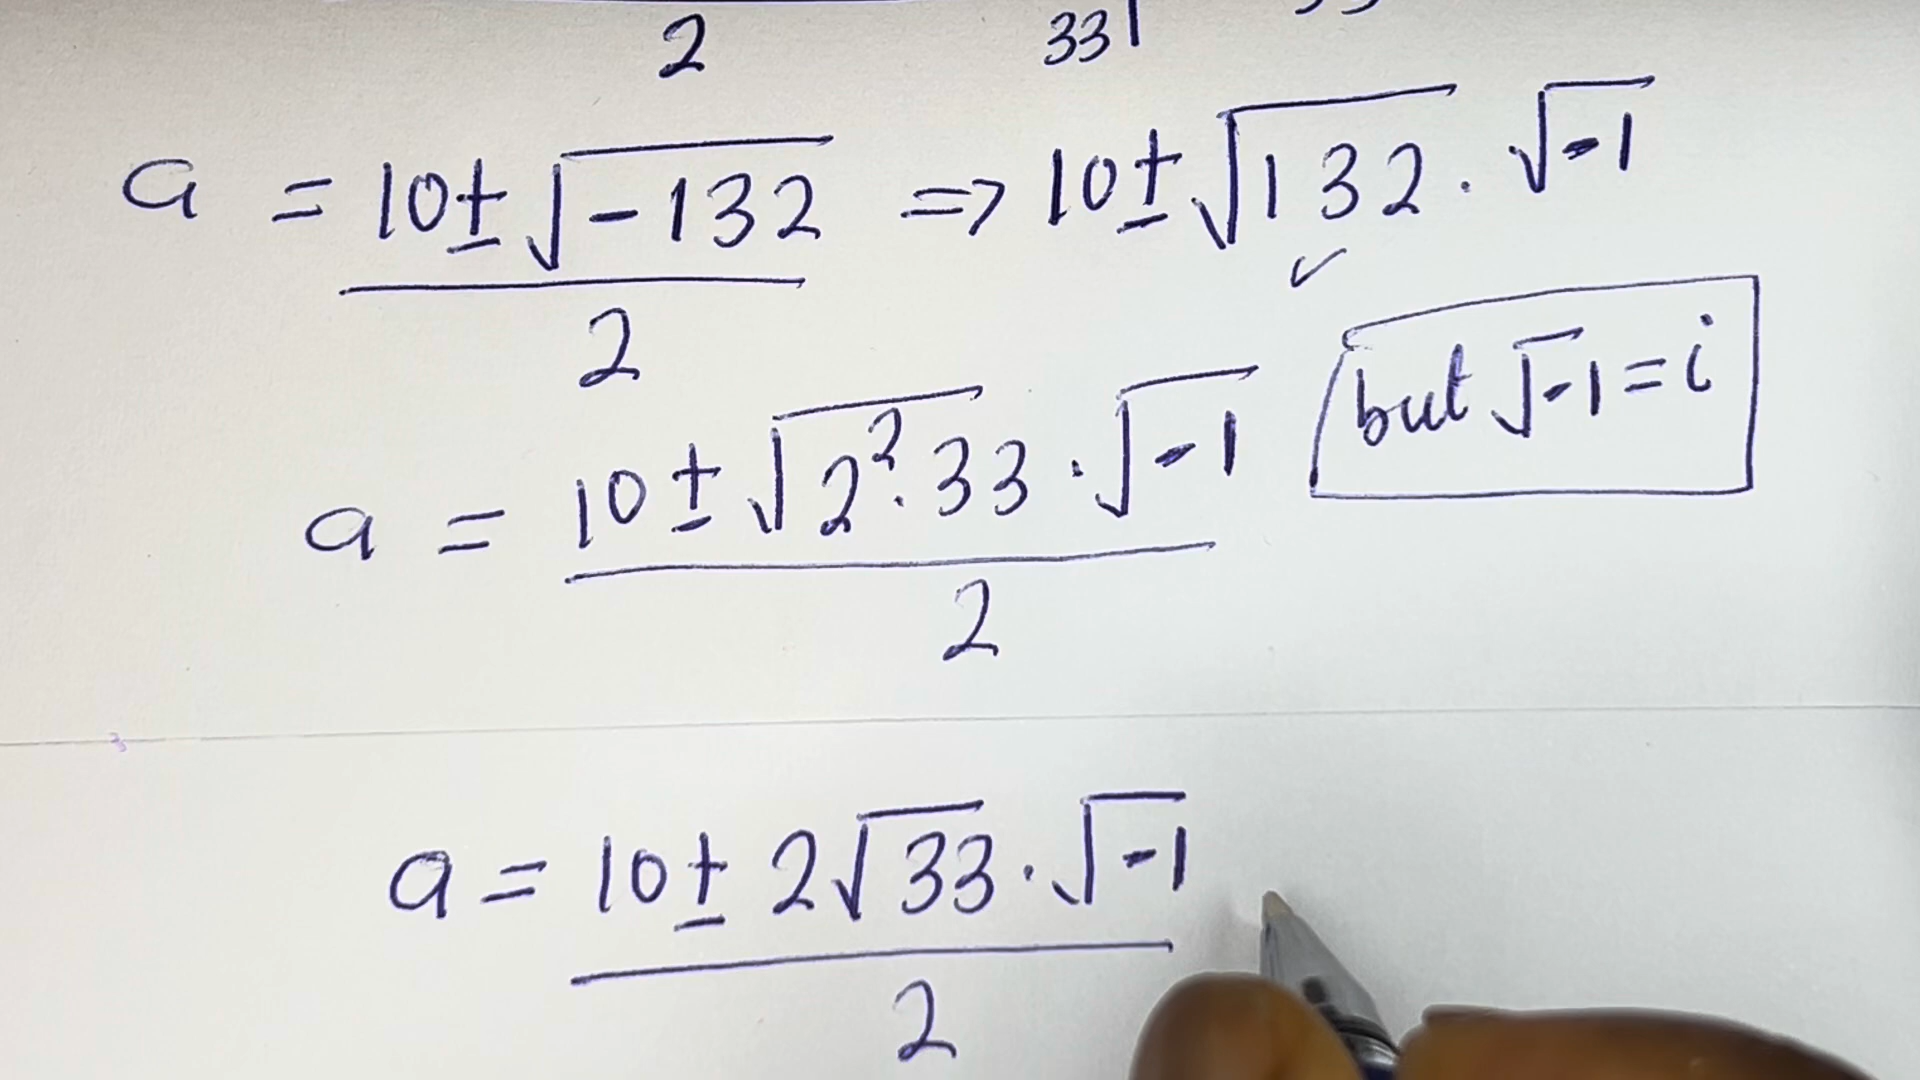 2 33
a = 10±√-132 => 10±√132 . √-1
2
but √-1 = i
a = 10 ± √2².33 . √-1
2
a = 10 ± 2√33 . √-1
2